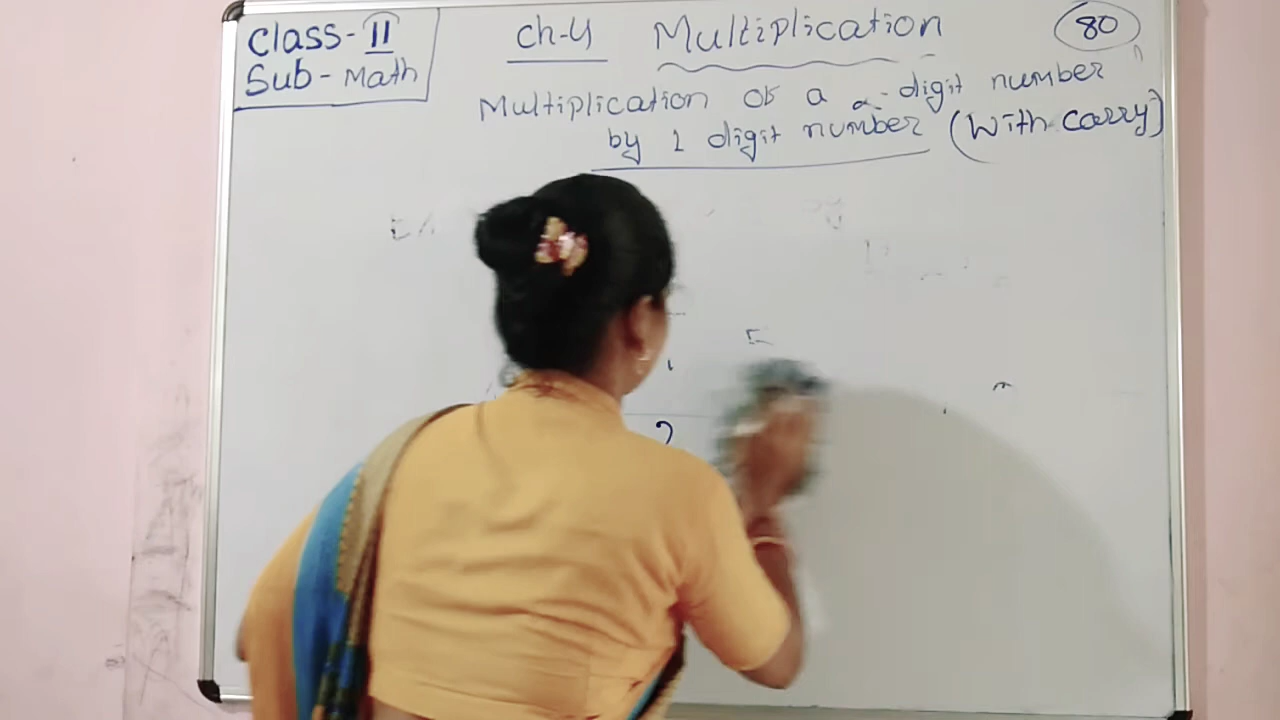 Class-II
Sub-Math
Ch-4 Multiplication
80
Multiplication of a 2-digit number
by 1 digit number (With carry)
2